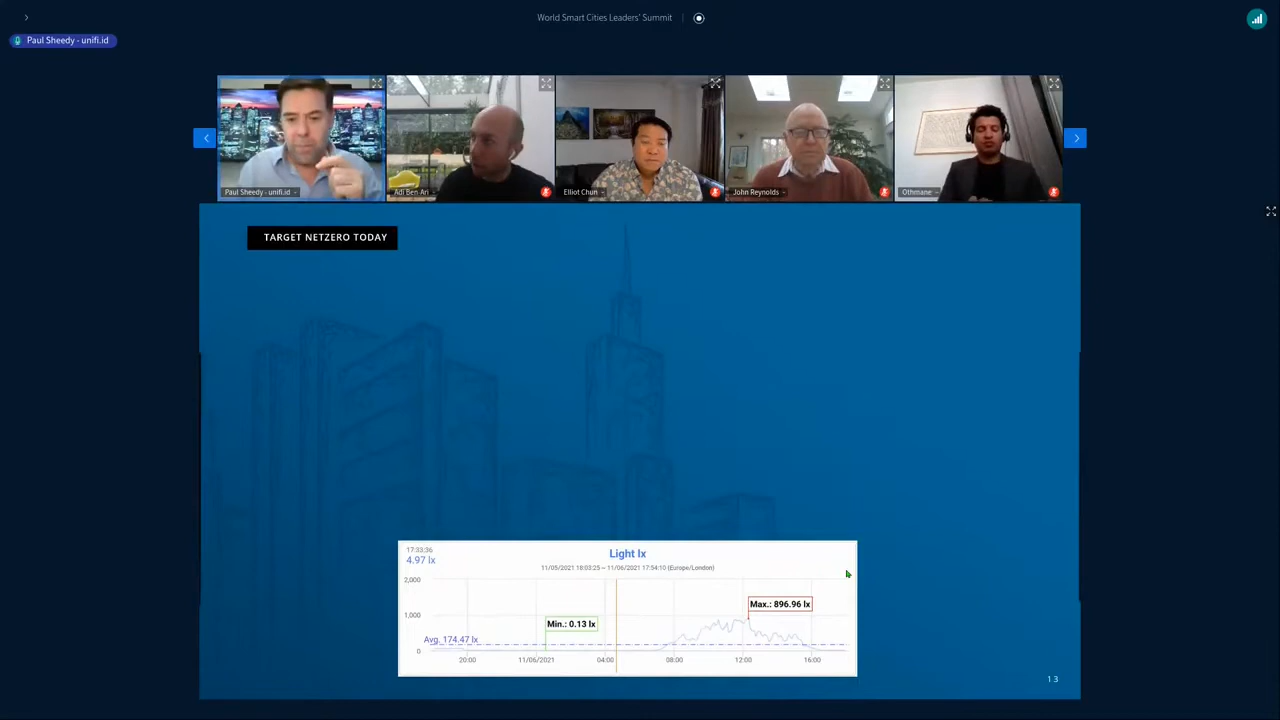 World Smart Cities Leaders' Summit
Paul Sheedy - unifi.id
Paul Sheedy - unifi.id
Adi Ben-Ari
Elliot Chun
John Reynolds
Othmane
TARGET NETZERO TODAY
17:33:36
4.97 lx
Light lx
11/05/2021 18:03:25 — 11/06/2021 17:54:10 (Europe/London)
2,000
1,000
0
Max.: 896.96 lx
Min.: 0.13 lx
Avg. 174.47 lx
20:00
11/06/2021
04:00
08:00
12:00
16:00
13